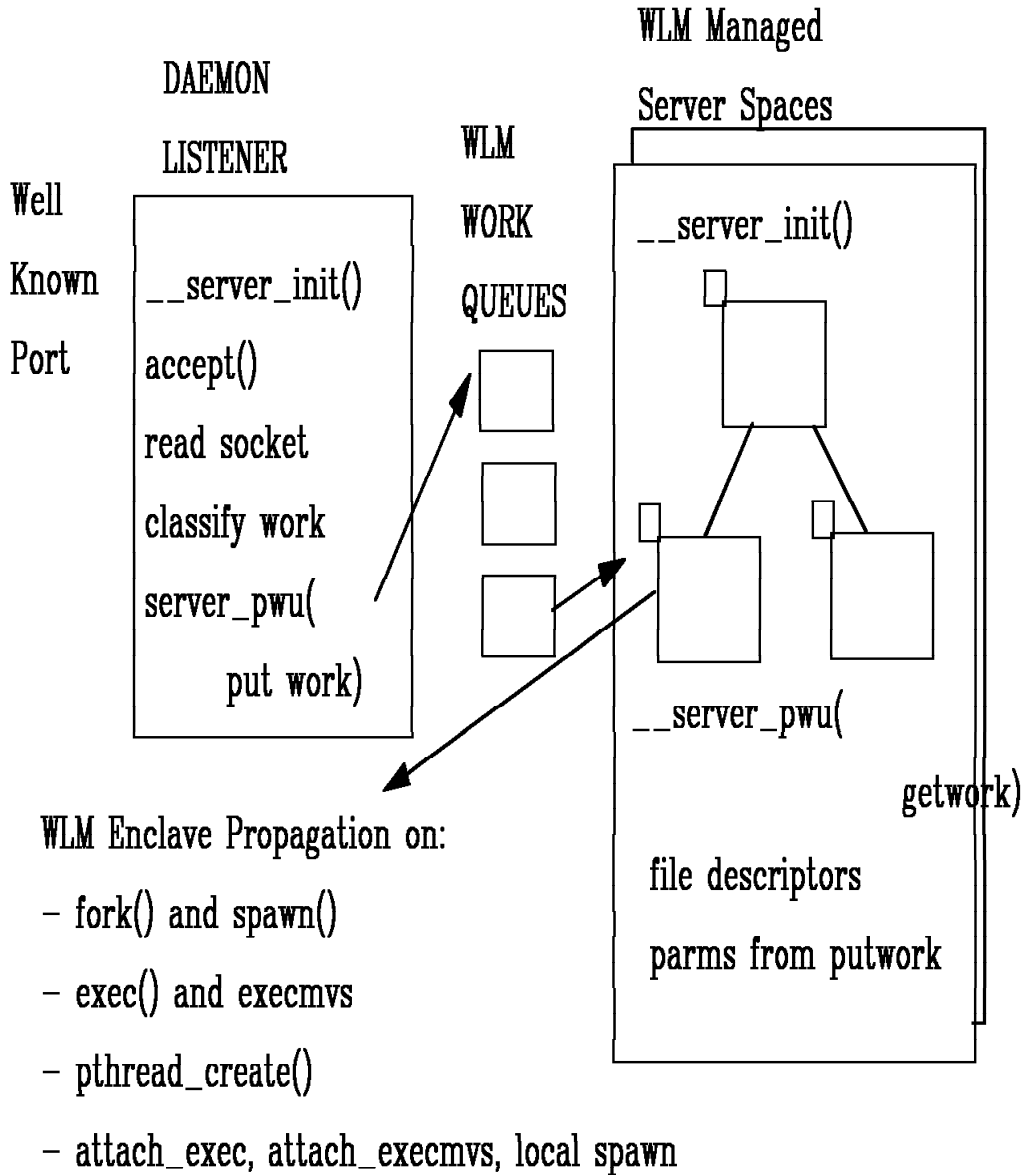 WLM Managed
Server Spaces
DAEMON
LISTENER
WLM
WORK
QUEUES
Well
Known
Port
__server_init()
accept()
read socket
classify work
server_pwu(
put work)
__server_init()
__server_pwu(
getwork)
file descriptors
parms from putwork
WLM Enclave Propagation on:
- fork() and spawn()
- exec() and execmvs
- pthread_create()
- attach_exec, attach_execmvs, local spawn